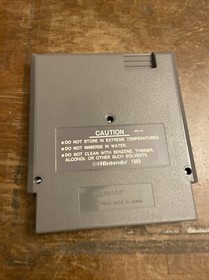 CAUTION
●DO NOT STORE IN EXTREME TEMPERATURES.
●DO NOT IMMERSE IN WATER.
●DO NOT CLEAN WITH BENZENE, THINNER,
ALCOHOL OR OTHER SUCH SOLVENTS.
©Nintendo 1985